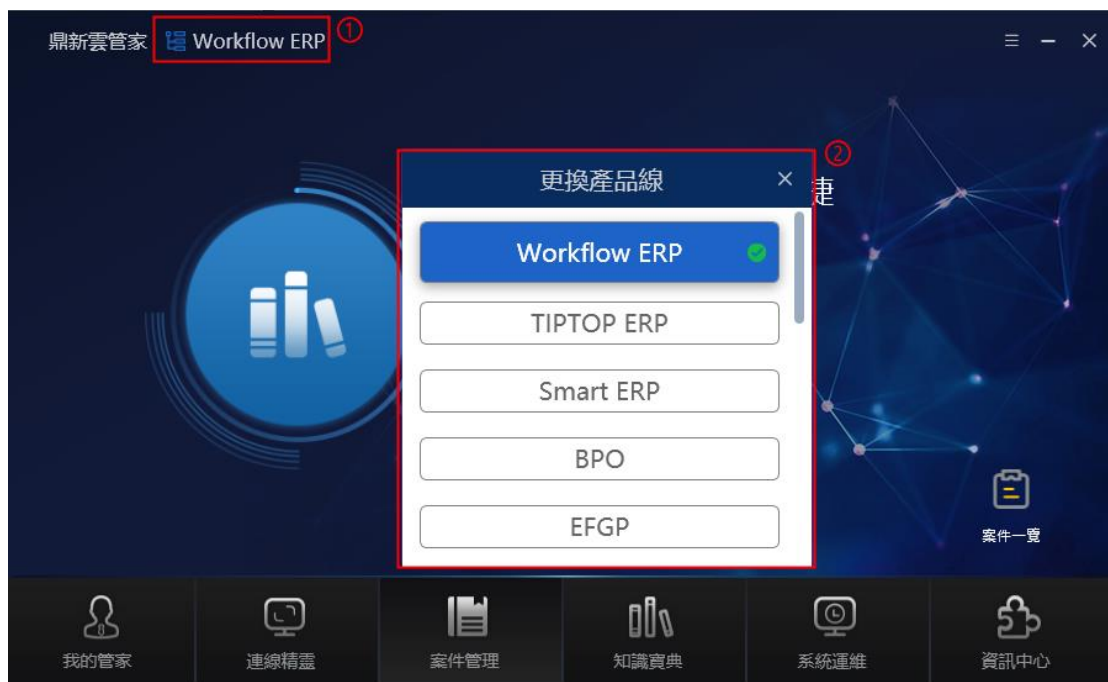 鼎新雲管家 Workflow ERP ①
②
更換產品線
捷
Workflow ERP
TIPTOP ERP
Smart ERP
BPO
EFGP
案件一覽
我的管家 連線精靈 案件管理 知識寶典 系統運維 資訊中心